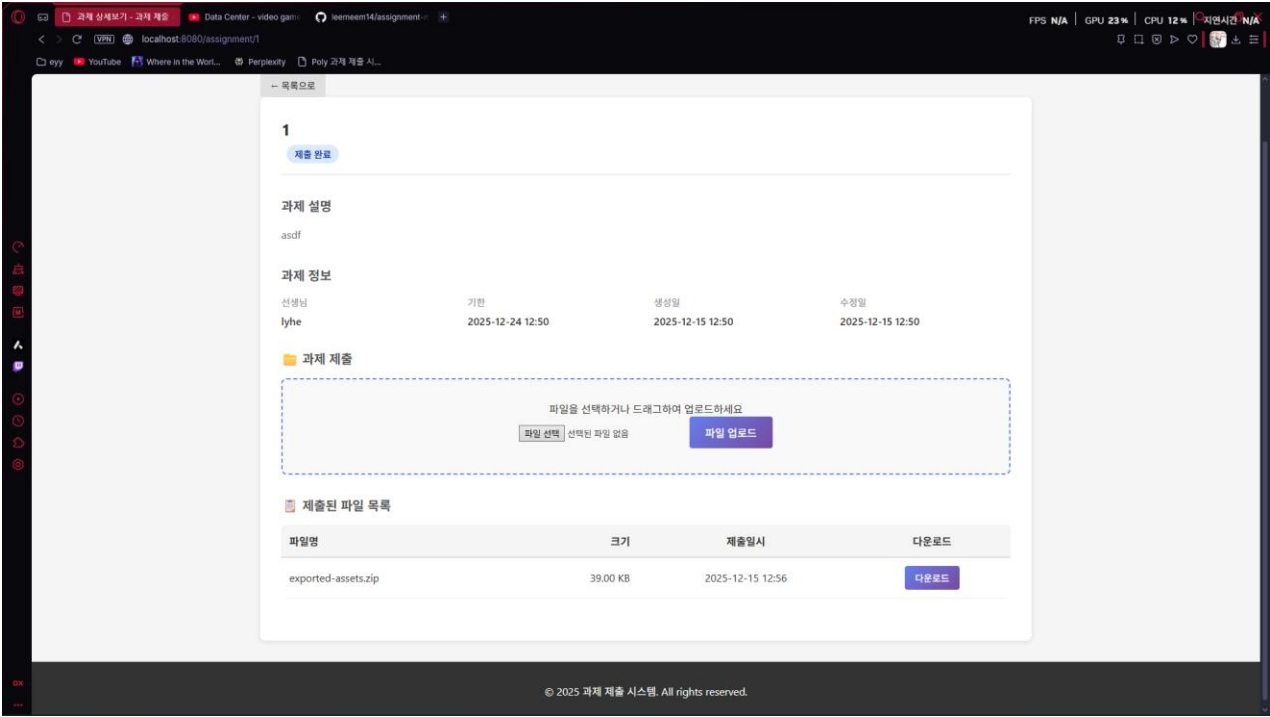 과제 상세보기 - 과제 제출
Data Center - video gam
leemeem14/assignment-
FPS N/A GPU 23% CPU 12% 지연시간 N/A
VPN localhost:8080/assignment/1
eyy YouTube Where in the Worl... Perplexity Poly 과제 제출 시...
← 목록으로
1
제출 완료
과제 설명
asdf
과제 정보
선생님 기한 생성일 수정일
lyhe 2025-12-24 12:50 2025-12-15 12:50 2025-12-15 12:50
과제 제출
파일을 선택하거나 드래그하여 업로드하세요
파일 선택 선택된 파일 없음 파일 업로드
제출된 파일 목록
파일명 크기 제출일시 다운로드
exported-assets.zip 39.00 KB 2025-12-15 12:56 다운로드
GX
© 2025 과제 제출 시스템. All rights reserved.